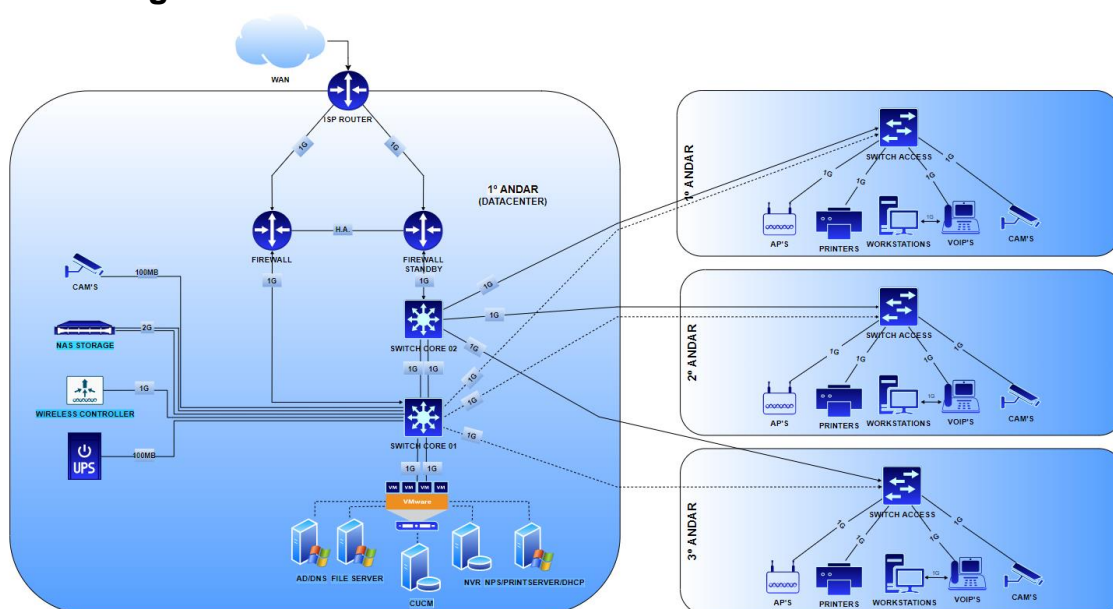 WAN
ISP ROUTER
1G
1G
1º ANDAR
(DATACENTER)
H.A.
FIREWALL
FIREWALL
STANDBY
1G
1G
CAM'S
100MB
NAS STORAGE
2G
WIRELESS CONTROLLER
1G
UPS
100MB
SWITCH CORE 02
1G
1G
SWITCH CORE 01
1G
1G
1G
1G
1G
1G
1G
1G
VM
VM
VM
VM
VMware
AD/DNS
FILE SERVER
CUCM
NVR
NPS/PRINTSERVER/DHCP
1º ANDAR
SWITCH ACCESS
1G
1G
1G
1G
1G
AP'S
PRINTERS
WORKSTATIONS
VOIP'S
CAM'S
2º ANDAR
SWITCH ACCESS
1G
1G
1G
1G
1G
AP'S
PRINTERS
WORKSTATIONS
VOIP'S
CAM'S
3º ANDAR
SWITCH ACCESS
1G
1G
1G
1G
1G
AP'S
PRINTERS
WORKSTATIONS
VOIP'S
CAM'S